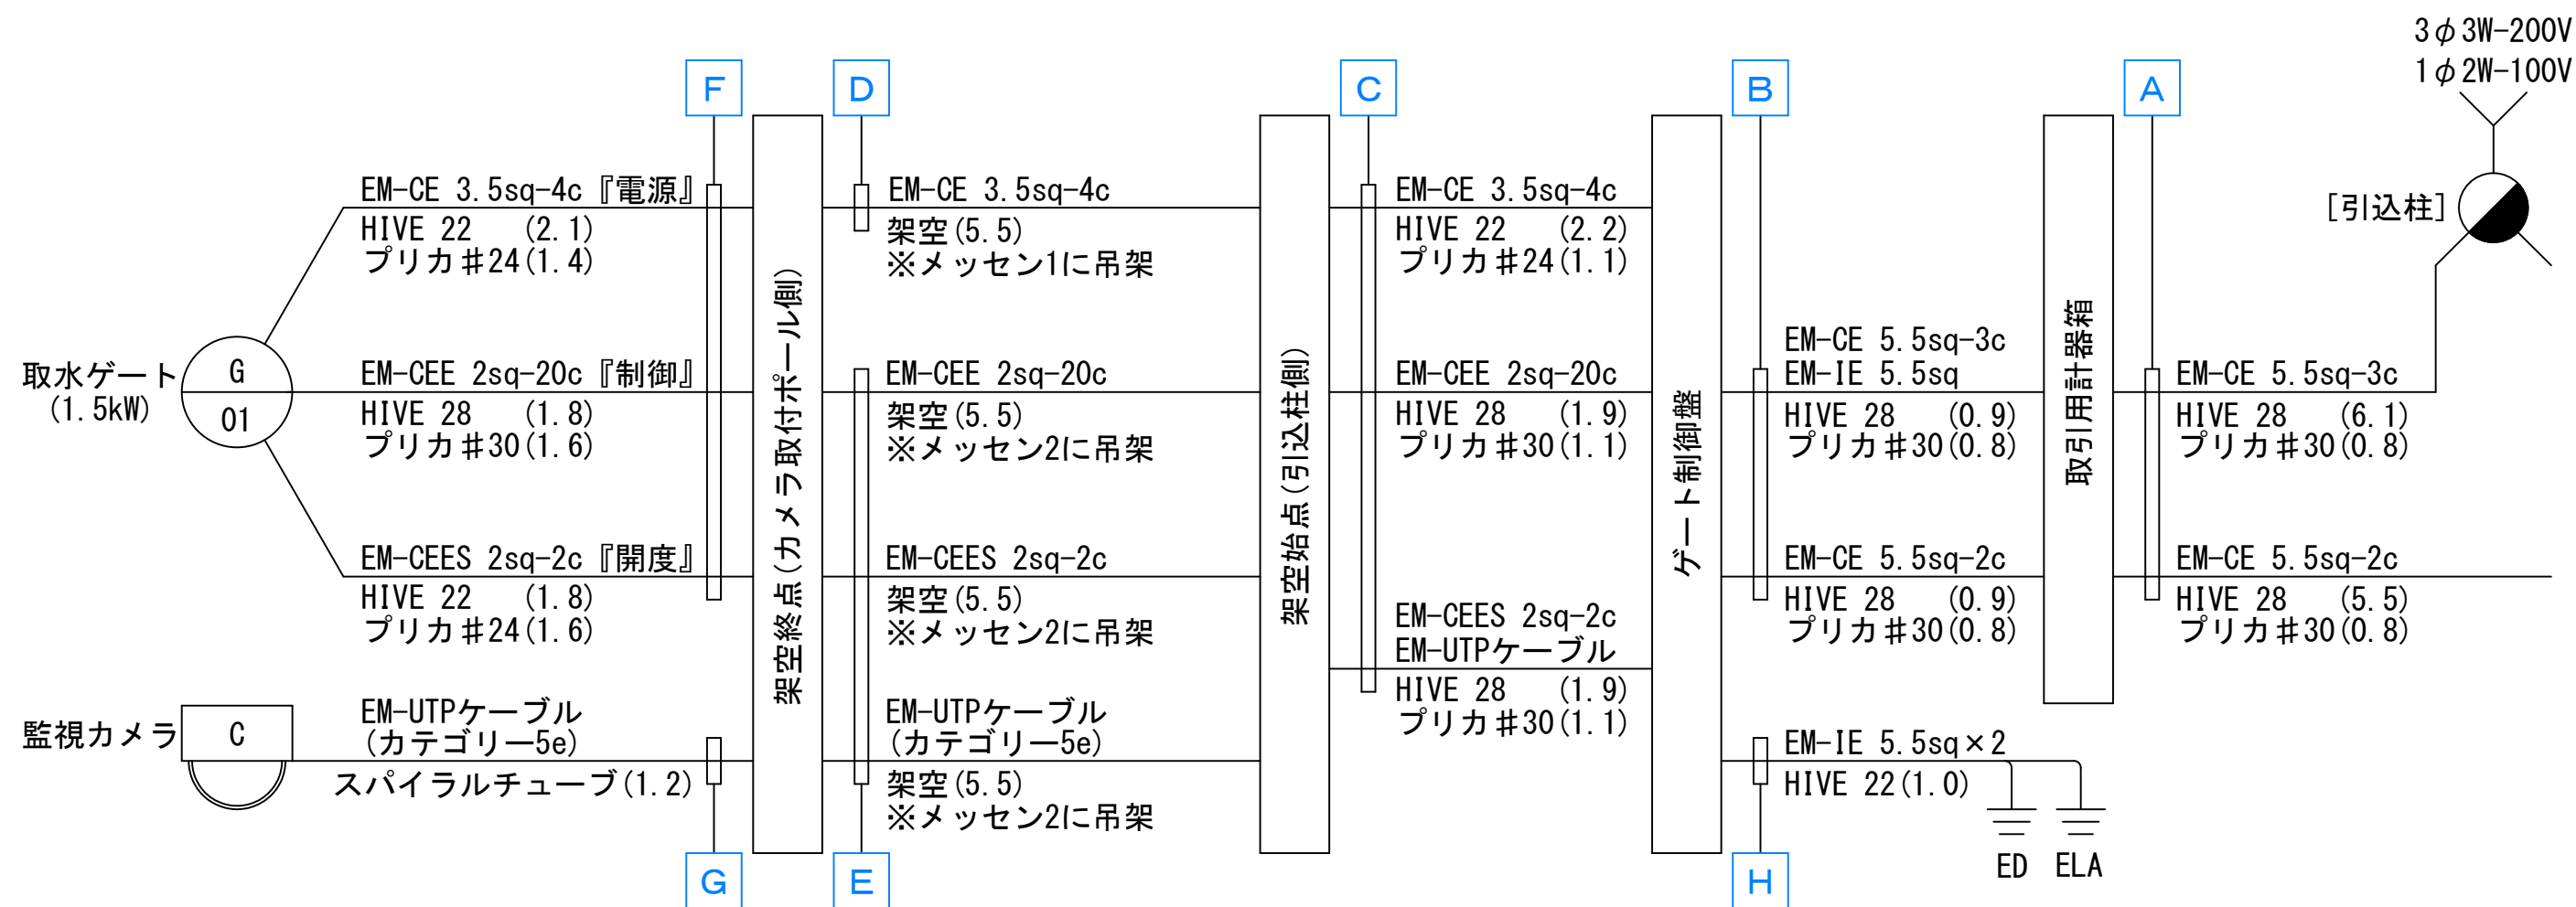 3φ3W-200V
1φ2W-100V
F
D
C
B
A
[引込柱]
EM-CE 3.5sq-4c『電源』
HIVE 22 (2.1)
プリカ♯24(1.4)
取水ゲート
(1.5kW)
G
01
EM-CEE 2sq-20c『制御』
HIVE 28 (1.8)
プリカ♯30(1.6)
EM-CEES 2sq-2c『開度』
HIVE 22 (1.8)
プリカ♯24(1.6)
監視カメラ
C
EM-UTPケーブル
(カテゴリー5e)
スパイラルチューブ(1.2)
架空終点(カメラ取付ポール側)
EM-CE 3.5sq-4c
架空(5.5)
※メッセン1に吊架
EM-CEE 2sq-20c
架空(5.5)
※メッセン2に吊架
EM-CEES 2sq-2c
架空(5.5)
※メッセン2に吊架
EM-UTPケーブル
(カテゴリー5e)
架空(5.5)
※メッセン2に吊架
架空始点(引込柱側)
EM-CE 3.5sq-4c
HIVE 22 (2.2)
プリカ♯24(1.1)
EM-CEE 2sq-20c
HIVE 28 (1.9)
プリカ♯30(1.1)
EM-CEES 2sq-2c
EM-UTPケーブル
HIVE 28 (1.9)
プリカ♯30(1.1)
ゲート制御盤
EM-CE 5.5sq-3c
EM-IE 5.5sq
HIVE 28 (0.9)
プリカ♯30(0.8)
EM-CE 5.5sq-2c
HIVE 28 (0.9)
プリカ♯30(0.8)
EM-IE 5.5sq×2
HIVE 22(1.0)
ED
ELA
取引用計器箱
EM-CE 5.5sq-3c
HIVE 28 (6.1)
プリカ♯30(0.8)
EM-CE 5.5sq-2c
HIVE 28 (5.5)
プリカ♯30(0.8)
G
E
H